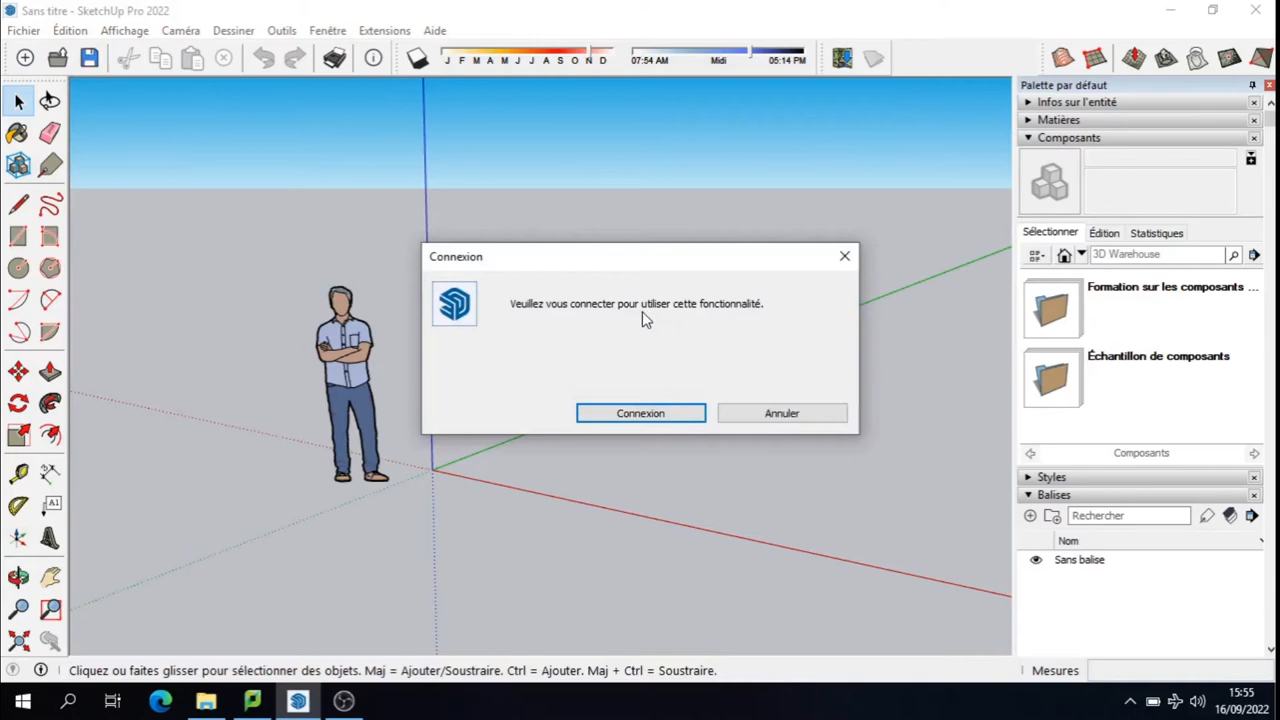 Sans titre - SketchUp Pro 2022
Fichier Édition Affichage Caméra Dessiner Outils Fenêtre Extensions Aide
J F M A M J J A S O N D 07:54 AM Midi 05:14 PM
Palette par défaut
Infos sur l'entité
Matières
Composants
Sélectionner Édition Statistiques
3D Warehouse
Formation sur les composants ...
Échantillon de composants
Composants
Styles
Balises
Rechercher
Nom
Sans balise
Connexion
Veuillez vous connecter pour utiliser cette fonctionnalité.
Connexion Annuler
A1
Cliquez ou faites glisser pour sélectionner des objets. Maj = Ajouter/Soustraire. Ctrl = Ajouter. Maj + Ctrl = Soustraire.
Mesures
15:55
16/09/2022